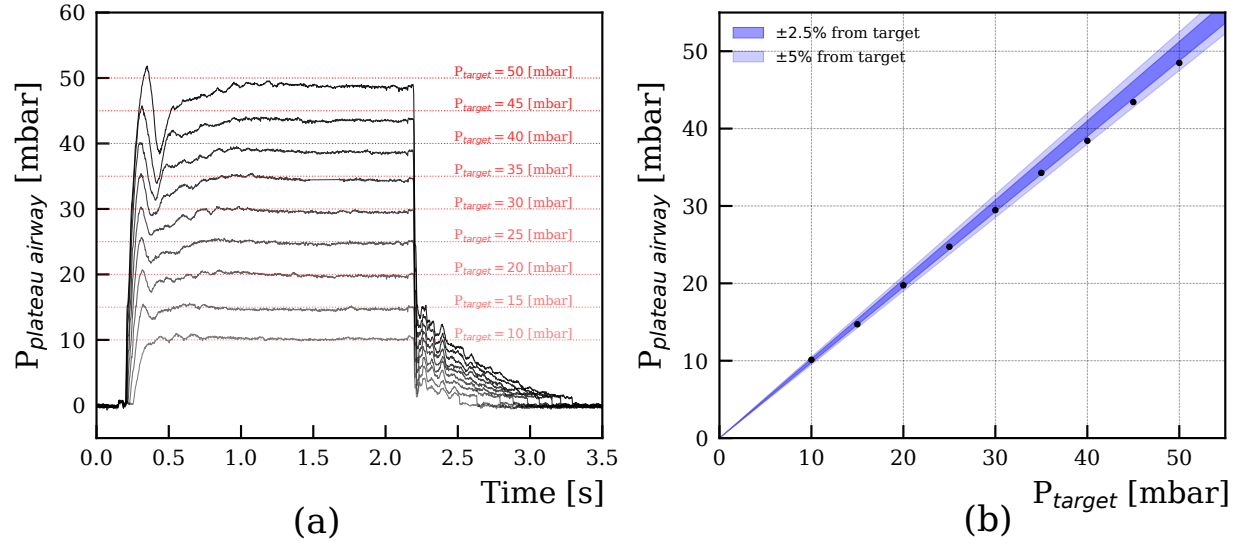 P_plateau airway [mbar]
60
50
40
30
20
10
0
P_target = 50 [mbar]
P_target = 45 [mbar]
P_target = 40 [mbar]
P_target = 35 [mbar]
P_target = 30 [mbar]
P_target = 25 [mbar]
P_target = 20 [mbar]
P_target = 15 [mbar]
P_target = 10 [mbar]
0.0 0.5 1.0 1.5 2.0 2.5 3.0 3.5
Time [s]
(a)
P_plateau airway [mbar]
50
40
30
20
10
0
±2.5% from target
±5% from target
0 10 20 30 40 50
P_target [mbar]
(b)